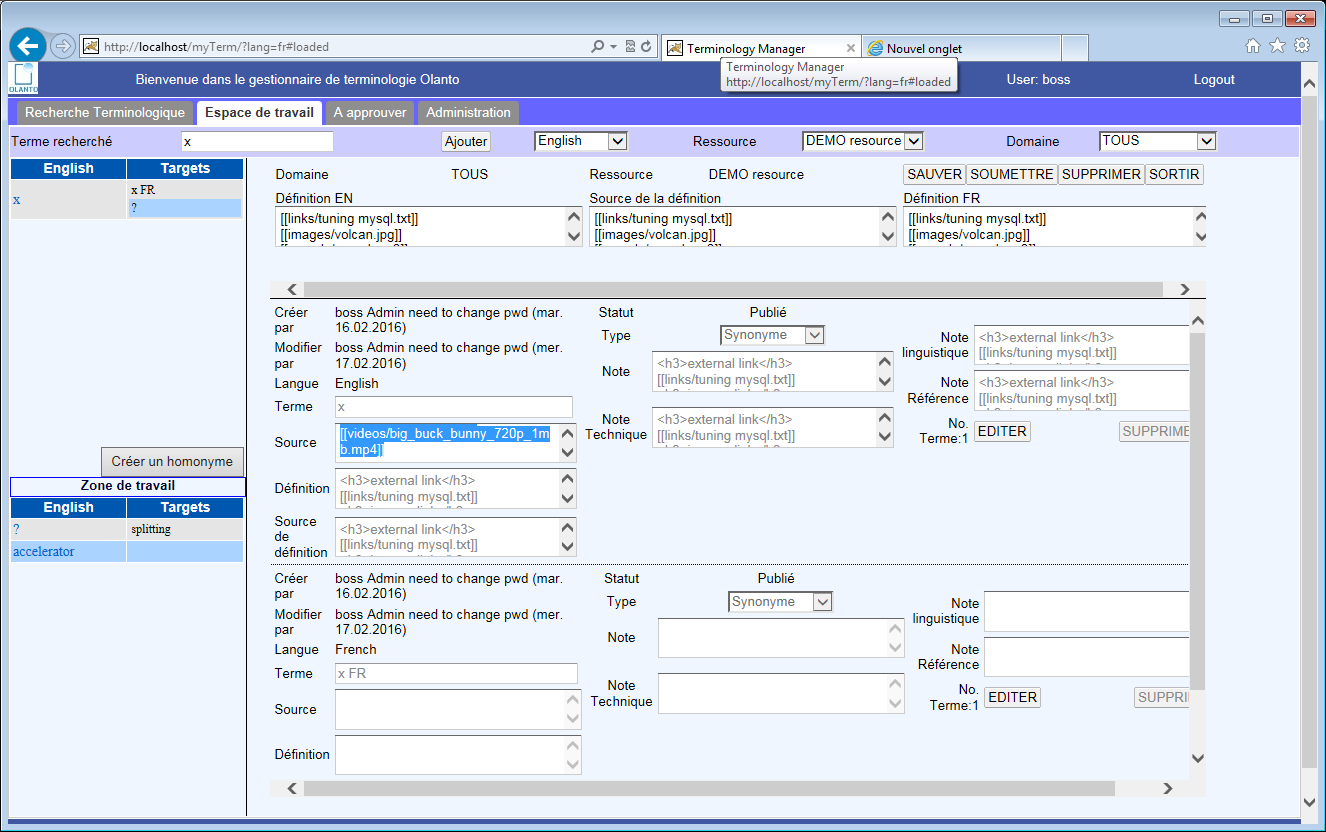 http://localhost/myTerm/?lang=fr#loaded
Terminology Manager
Nouvel onglet
Terminology Manager
http://localhost/myTerm/?lang=fr#loaded
OLANTO
Bienvenue dans le gestionnaire de terminologie Olanto
User: boss
Logout
Recherche Terminologique
Espace de travail
A approuver
Administration
Terme recherché
x
Ajouter
English
Ressource
DEMO resource
Domaine
TOUS
English
Targets
x
x FR
?
Créer un homonyme
Zone de travail
English
Targets
?
splitting
accelerator
Domaine
TOUS
Ressource
DEMO resource
SAUVER
SOUMETTRE
SUPPRIMER
SORTIR
Définition EN
[[links/tuning mysql.txt]]
[[images/volcan.jpg]]
Source de la définition
[[links/tuning mysql.txt]]
[[images/volcan.jpg]]
Définition FR
[[links/tuning mysql.txt]]
[[images/volcan.jpg]]
Créer
par
boss Admin need to change pwd (mar.
16.02.2016)
Modifier
par
boss Admin need to change pwd (mer.
17.02.2016)
Langue
English
Terme
x
Source
[[videos/big_buck_bunny_720p_1m
b.mp4]]
Définition
<h3>external link</h3>
[[links/tuning mysql.txt]]
Source
de
définition
<h3>external link</h3>
[[links/tuning mysql.txt]]
Statut
Publié
Type
Synonyme
Note
<h3>external link</h3>
[[links/tuning mysql.txt]]
Note
Technique
<h3>external link</h3>
[[links/tuning mysql.txt]]
Note
linguistique
<h3>external link</h3>
[[links/tuning mysql.txt]]
Note
Référence
<h3>external link</h3>
[[links/tuning mysql.txt]]
No.
Terme:1
EDITER
SUPPRIME
Créer
par
boss Admin need to change pwd (mar.
16.02.2016)
Modifier
par
boss Admin need to change pwd (mer.
17.02.2016)
Langue
French
Terme
x FR
Source
Définition
Statut
Publié
Type
Synonyme
Note
Note
Technique
Note
linguistique
Note
Référence
No.
Terme:1
EDITER
SUPPRI